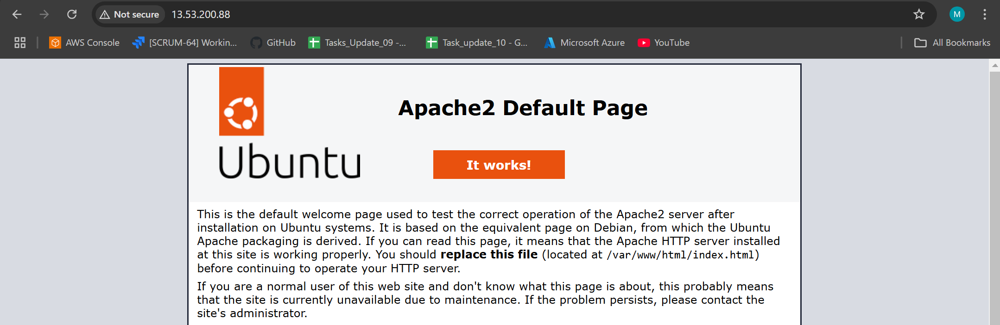 Not secure 13.53.200.88
M
AWS Console [SCRUM-64] Workin... GitHub Tasks_Update_09 -... Task_update_10 - G... Microsoft Azure YouTube All Bookmarks
Ubuntu
Apache2 Default Page
It works!
This is the default welcome page used to test the correct operation of the Apache2 server after
installation on Ubuntu systems. It is based on the equivalent page on Debian, from which the Ubuntu
Apache packaging is derived. If you can read this page, it means that the Apache HTTP server installed
at this site is working properly. You should replace this file (located at /var/www/html/index.html)
before continuing to operate your HTTP server.
If you are a normal user of this web site and don't know what this page is about, this probably means
that the site is currently unavailable due to maintenance. If the problem persists, please contact the
site's administrator.